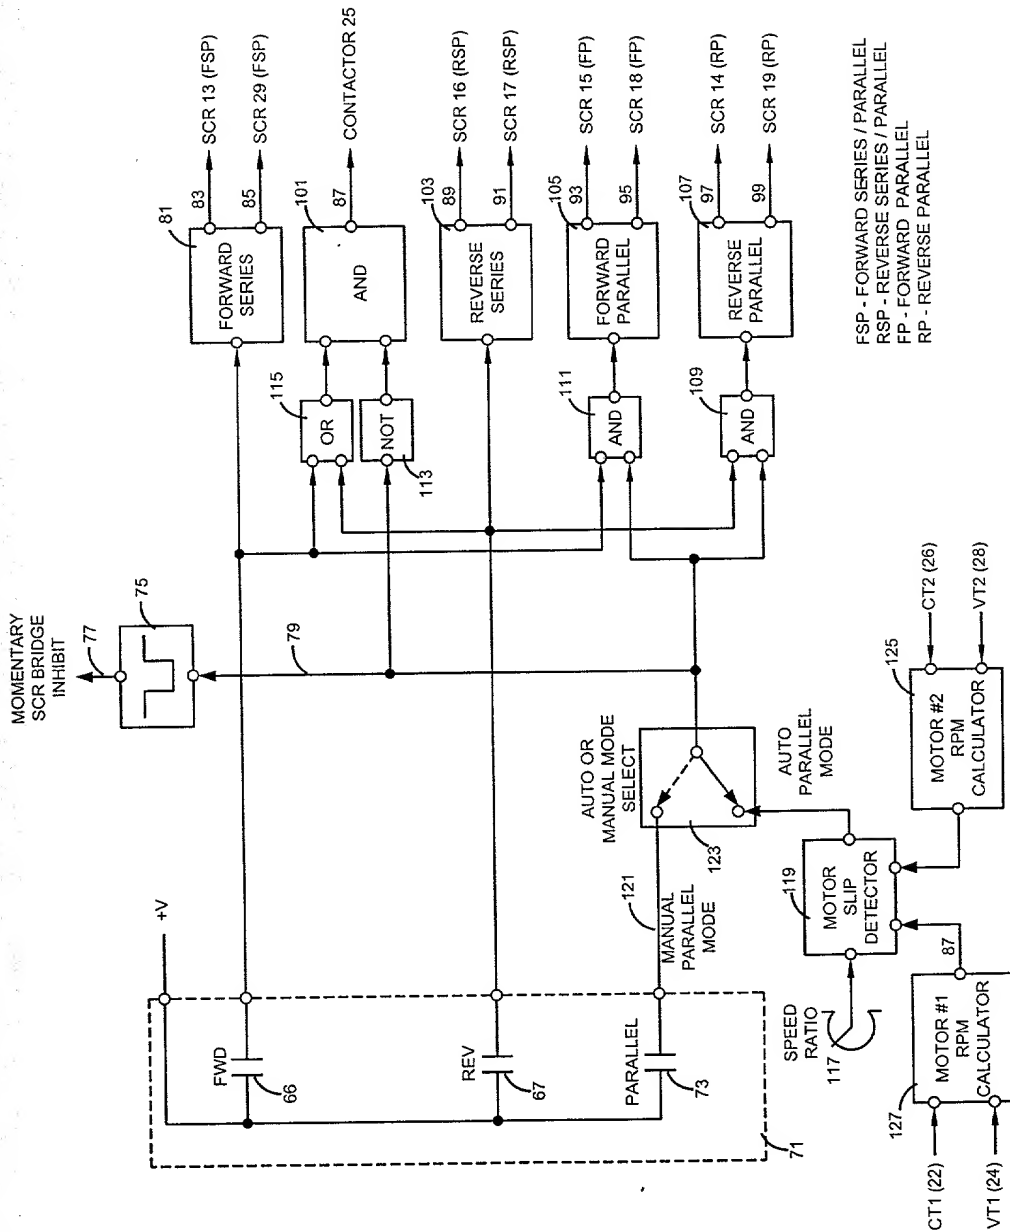 MOMENTARY
SCR BRIDGE
INHIBIT
77
75
79
81
FORWARD
SERIES
83
SCR 13 (FSP)
85
SCR 29 (FSP)
101
AND
87
CONTACTOR 25
115
OR
NOT
113
103
REVERSE
SERIES
89
SCR 16 (RSP)
91
SCR 17 (RSP)
111
AND
105
FORWARD
PARALLEL
93
SCR 15 (FP)
95
SCR 18 (FP)
109
AND
107
REVERSE
PARALLEL
97
SCR 14 (RP)
99
SCR 19 (RP)
FSP - FORWARD SERIES / PARALLEL
RSP - REVERSE SERIES / PARALLEL
FP - FORWARD PARALLEL
RP - REVERSE PARALLEL
+V
FWD
66
REV
67
PARALLEL
73
71
121
MANUAL
PARALLEL
MODE
AUTO OR
MANUAL MODE
SELECT
123
AUTO
PARALLEL
MODE
SPEED
RATIO
117
119
MOTOR
SLIP
DETECTOR
87
127
MOTOR #1
RPM
CALCULATOR
CT1 (22)
VT1 (24)
125
MOTOR #2
RPM
CALCULATOR
CT2 (26)
VT2 (28)